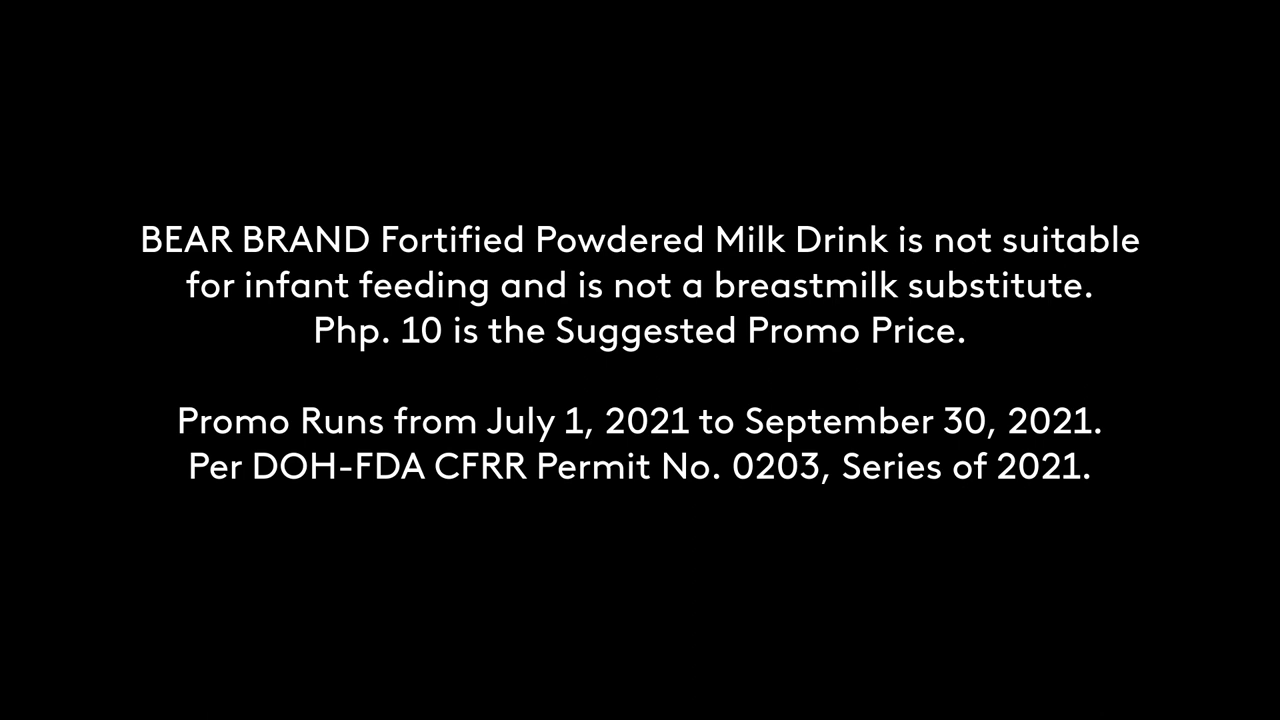 BEAR BRAND Fortified Powdered Milk Drink is not suitable
for infant feeding and is not a breastmilk substitute.
Php. 10 is the Suggested Promo Price.
Promo Runs from July 1, 2021 to September 30, 2021.
Per DOH-FDA CFRR Permit No. 0203, Series of 2021.